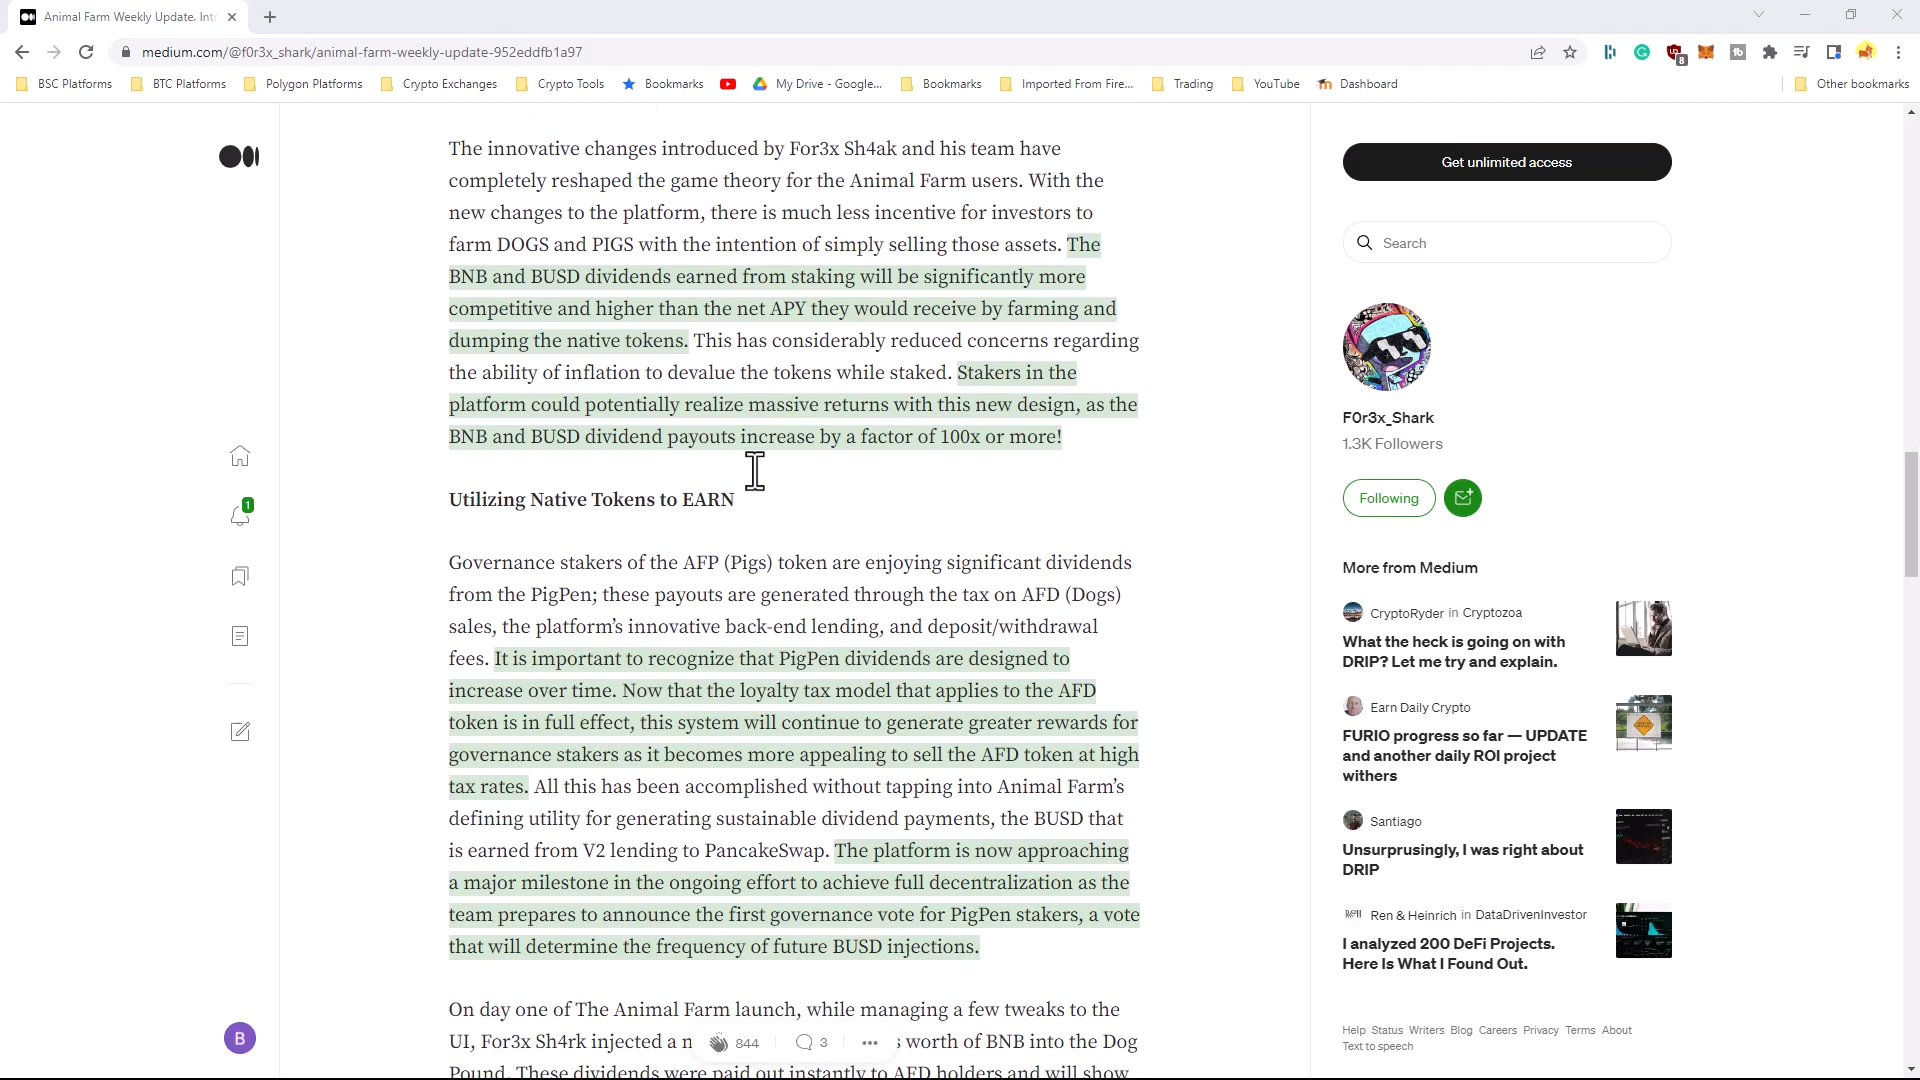 Animal Farm Weekly Update. Intr
medium.com/@f0r3x_shark/animal-farm-weekly-update-952eddfb1a97
8
BSC Platforms
BTC Platforms
Polygon Platforms
Crypto Exchanges
Crypto Tools
Bookmarks
My Drive - Google...
Bookmarks
Imported From Fire...
Trading
YouTube
Dashboard
Other bookmarks
The innovative changes introduced by For3x Sh4ak and his team have
completely reshaped the game theory for the Animal Farm users. With the
new changes to the platform, there is much less incentive for investors to
farm DOGS and PIGS with the intention of simply selling those assets. The
BNB and BUSD dividends earned from staking will be significantly more
competitive and higher than the net APY they would receive by farming and
dumping the native tokens. This has considerably reduced concerns regarding
the ability of inflation to devalue the tokens while staked. Stakers in the
platform could potentially realize massive returns with this new design, as the
BNB and BUSD dividend payouts increase by a factor of 100x or more!
Utilizing Native Tokens to EARN
Governance stakers of the AFP (Pigs) token are enjoying significant dividends
from the PigPen; these payouts are generated through the tax on AFD (Dogs)
sales, the platform's innovative back-end lending, and deposit/withdrawal
fees. It is important to recognize that PigPen dividends are designed to
increase over time. Now that the loyalty tax model that applies to the AFD
token is in full effect, this system will continue to generate greater rewards for
governance stakers as it becomes more appealing to sell the AFD token at high
tax rates. All this has been accomplished without tapping into Animal Farm's
defining utility for generating sustainable dividend payments, the BUSD that
is earned from V2 lending to PancakeSwap. The platform is now approaching
a major milestone in the ongoing effort to achieve full decentralization as the
team prepares to announce the first governance vote for PigPen stakers, a vote
that will determine the frequency of future BUSD injections.
On day one of The Animal Farm launch, while managing a few tweaks to the
UI, For3x Sh4rk injected a n
844
3
worth of BNB into the Dog
Pound. These dividends were paid out instantly to AFD holders and will show
1
B
Get unlimited access
Search
F0r3x_Shark
1.3K Followers
Following
More from Medium
CryptoRyder in Cryptozoa
What the heck is going on with
DRIP? Let me try and explain.
Earn Daily Crypto
FURIO progress so far — UPDATE
and another daily ROI project
withers
Santiago
Unsurprusingly, I was right about
DRIP
Ren & Heinrich in DataDrivenInvestor
I analyzed 200 DeFi Projects.
Here Is What I Found Out.
Help Status Writers Blog Careers Privacy Terms About
Text to speech